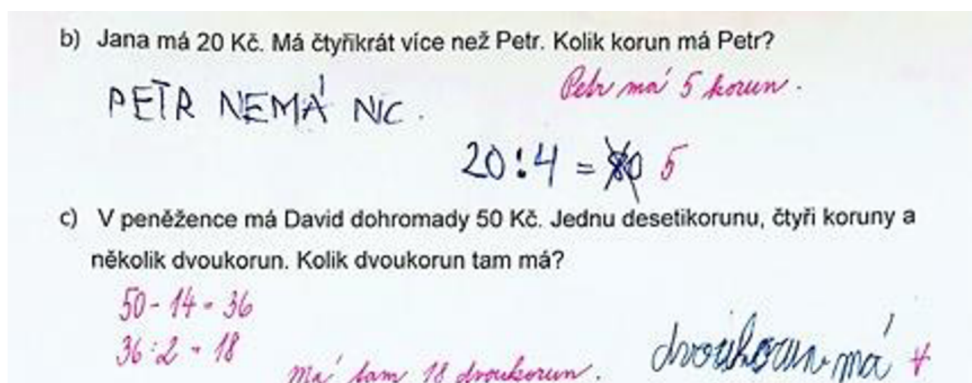 b) Jana má 20 Kč. Má čtyřikrát více než Petr. Kolik korun má Petr?
Petr má 5 korun.
PETR NEMÁ NIC.
20:4 = 80 5
c) V peněžence má David dohromady 50 Kč. Jednu desetikorunu, čtyři koruny a
několik dvoukorun. Kolik dvoukorun tam má?
50 - 14 = 36
36:2 = 18
dvoukorun má 4
Má tam 18 dvoukorun.